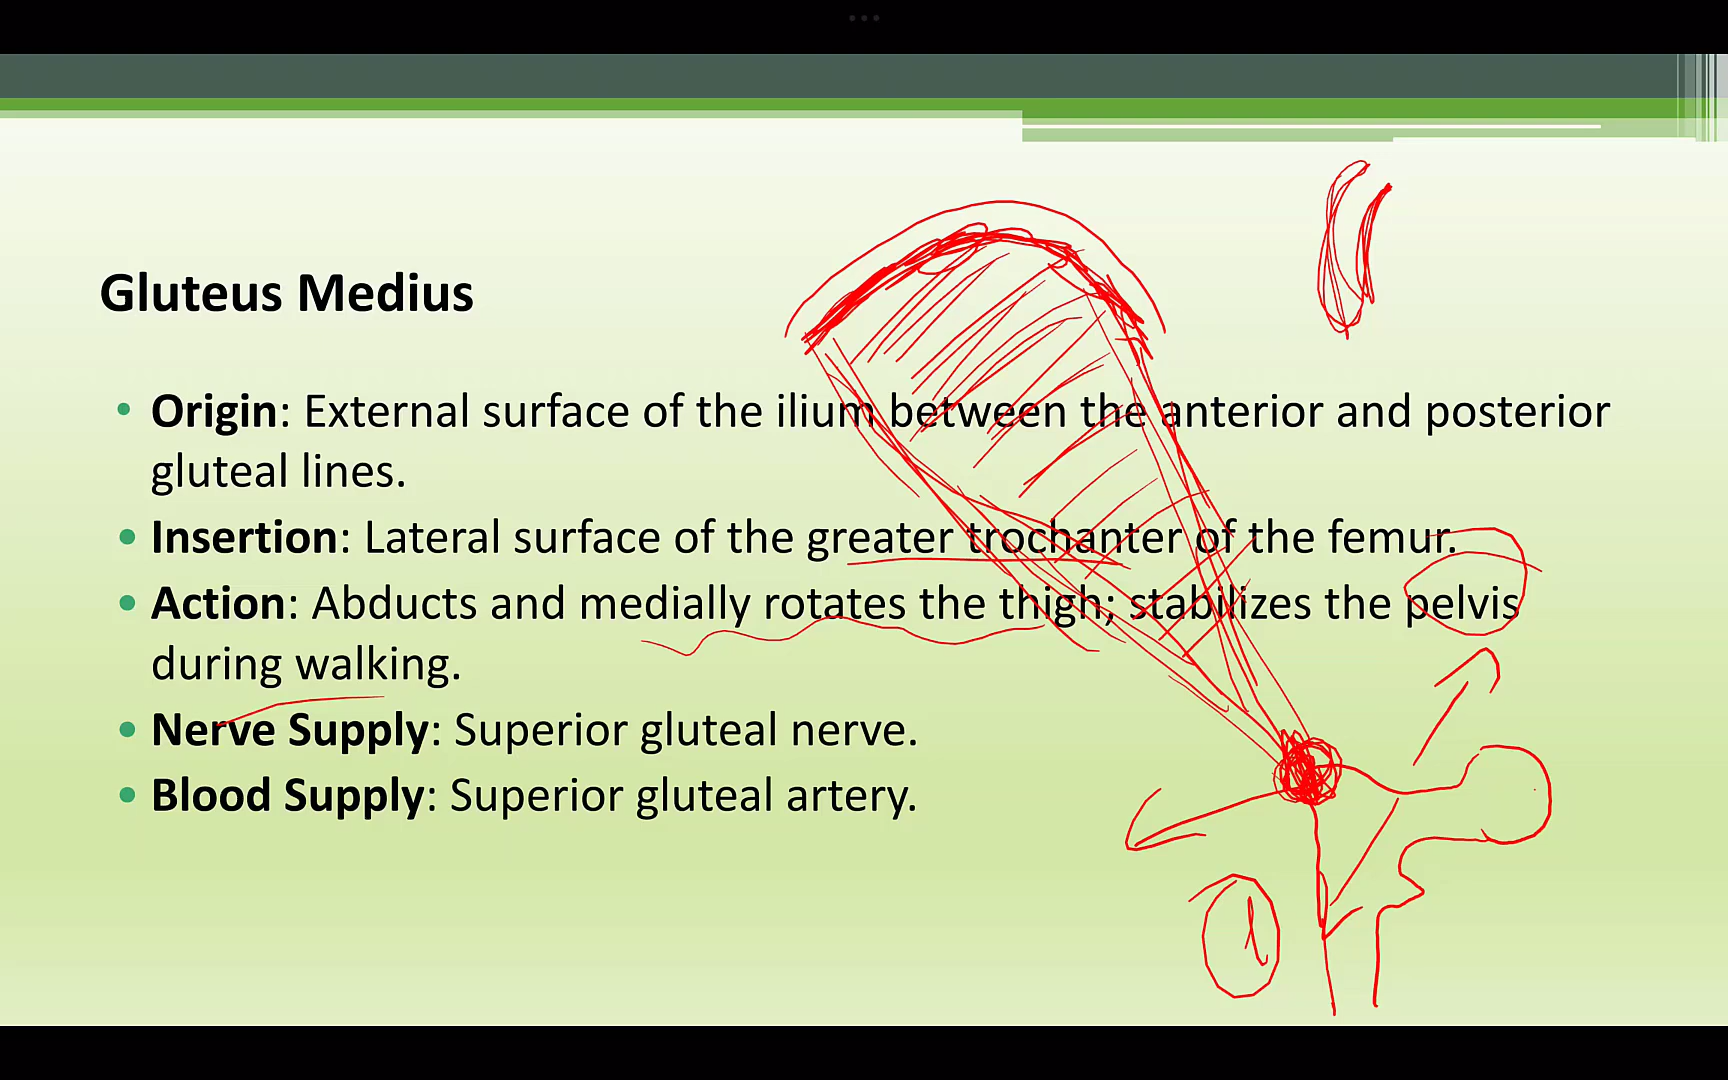 Gluteus Medius
• Origin: External surface of the ilium between the anterior and posterior
gluteal lines.
• Insertion: Lateral surface of the greater trochanter of the femur.
• Action: Abducts and medially rotates the thigh; stabilizes the pelvis
during walking.
• Nerve Supply: Superior gluteal nerve.
• Blood Supply: Superior gluteal artery.